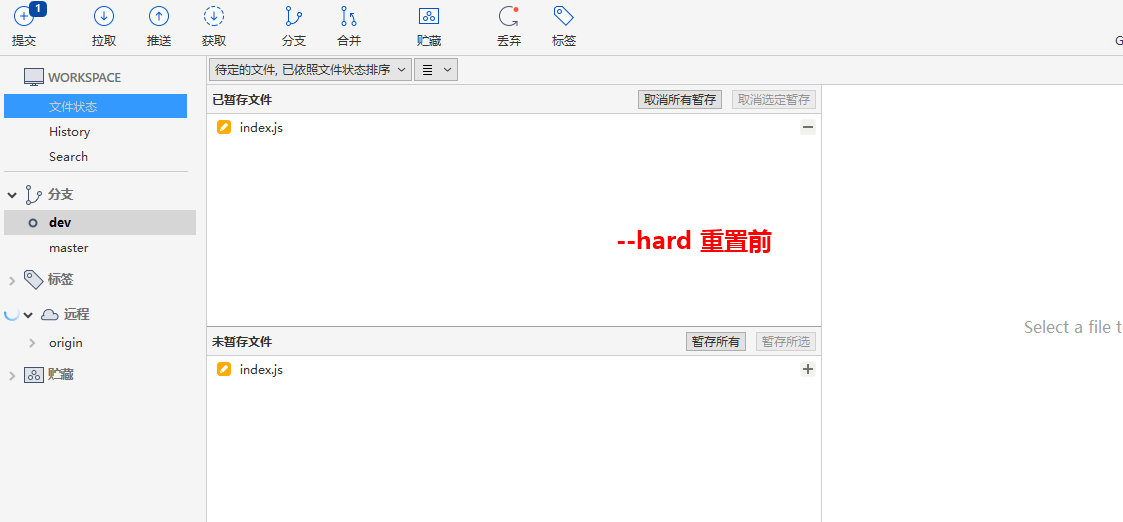 1
提交 拉取 推送 获取 分支 合并 贮藏 丢弃 标签 G
WORKSPACE
文件状态
History
Search
分支
dev
master
标签
远程
origin
贮藏
待定的文件, 已依照文件状态排序
已暂存文件 取消所有暂存 取消选定暂存
index.js
--hard 重置前
未暂存文件 暂存所有 暂存所选
index.js
Select a file t